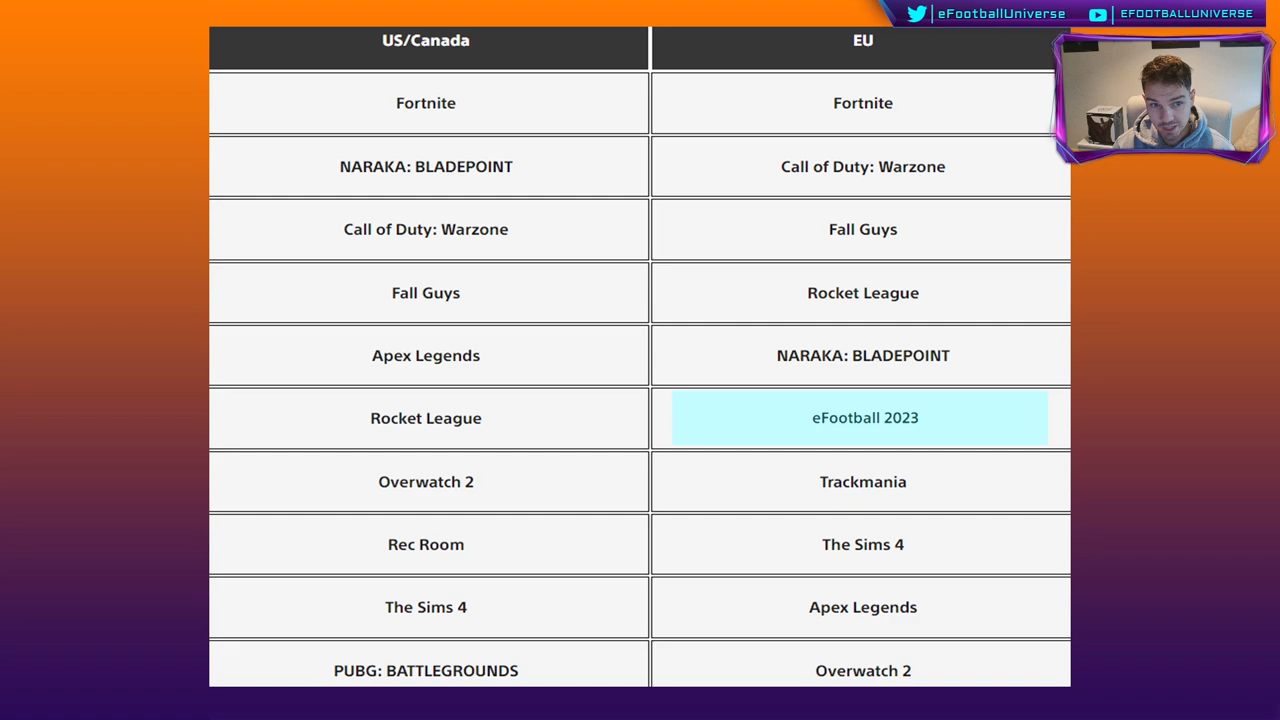 eFootballUniverse
EFOOTBALLUNIVERSE
US/Canada EU
Fortnite Fortnite
NARAKA: BLADEPOINT Call of Duty: Warzone
Call of Duty: Warzone Fall Guys
Fall Guys Rocket League
Apex Legends NARAKA: BLADEPOINT
Rocket League eFootball 2023
Overwatch 2 Trackmania
Rec Room The Sims 4
The Sims 4 Apex Legends
PUBG: BATTLEGROUNDS Overwatch 2